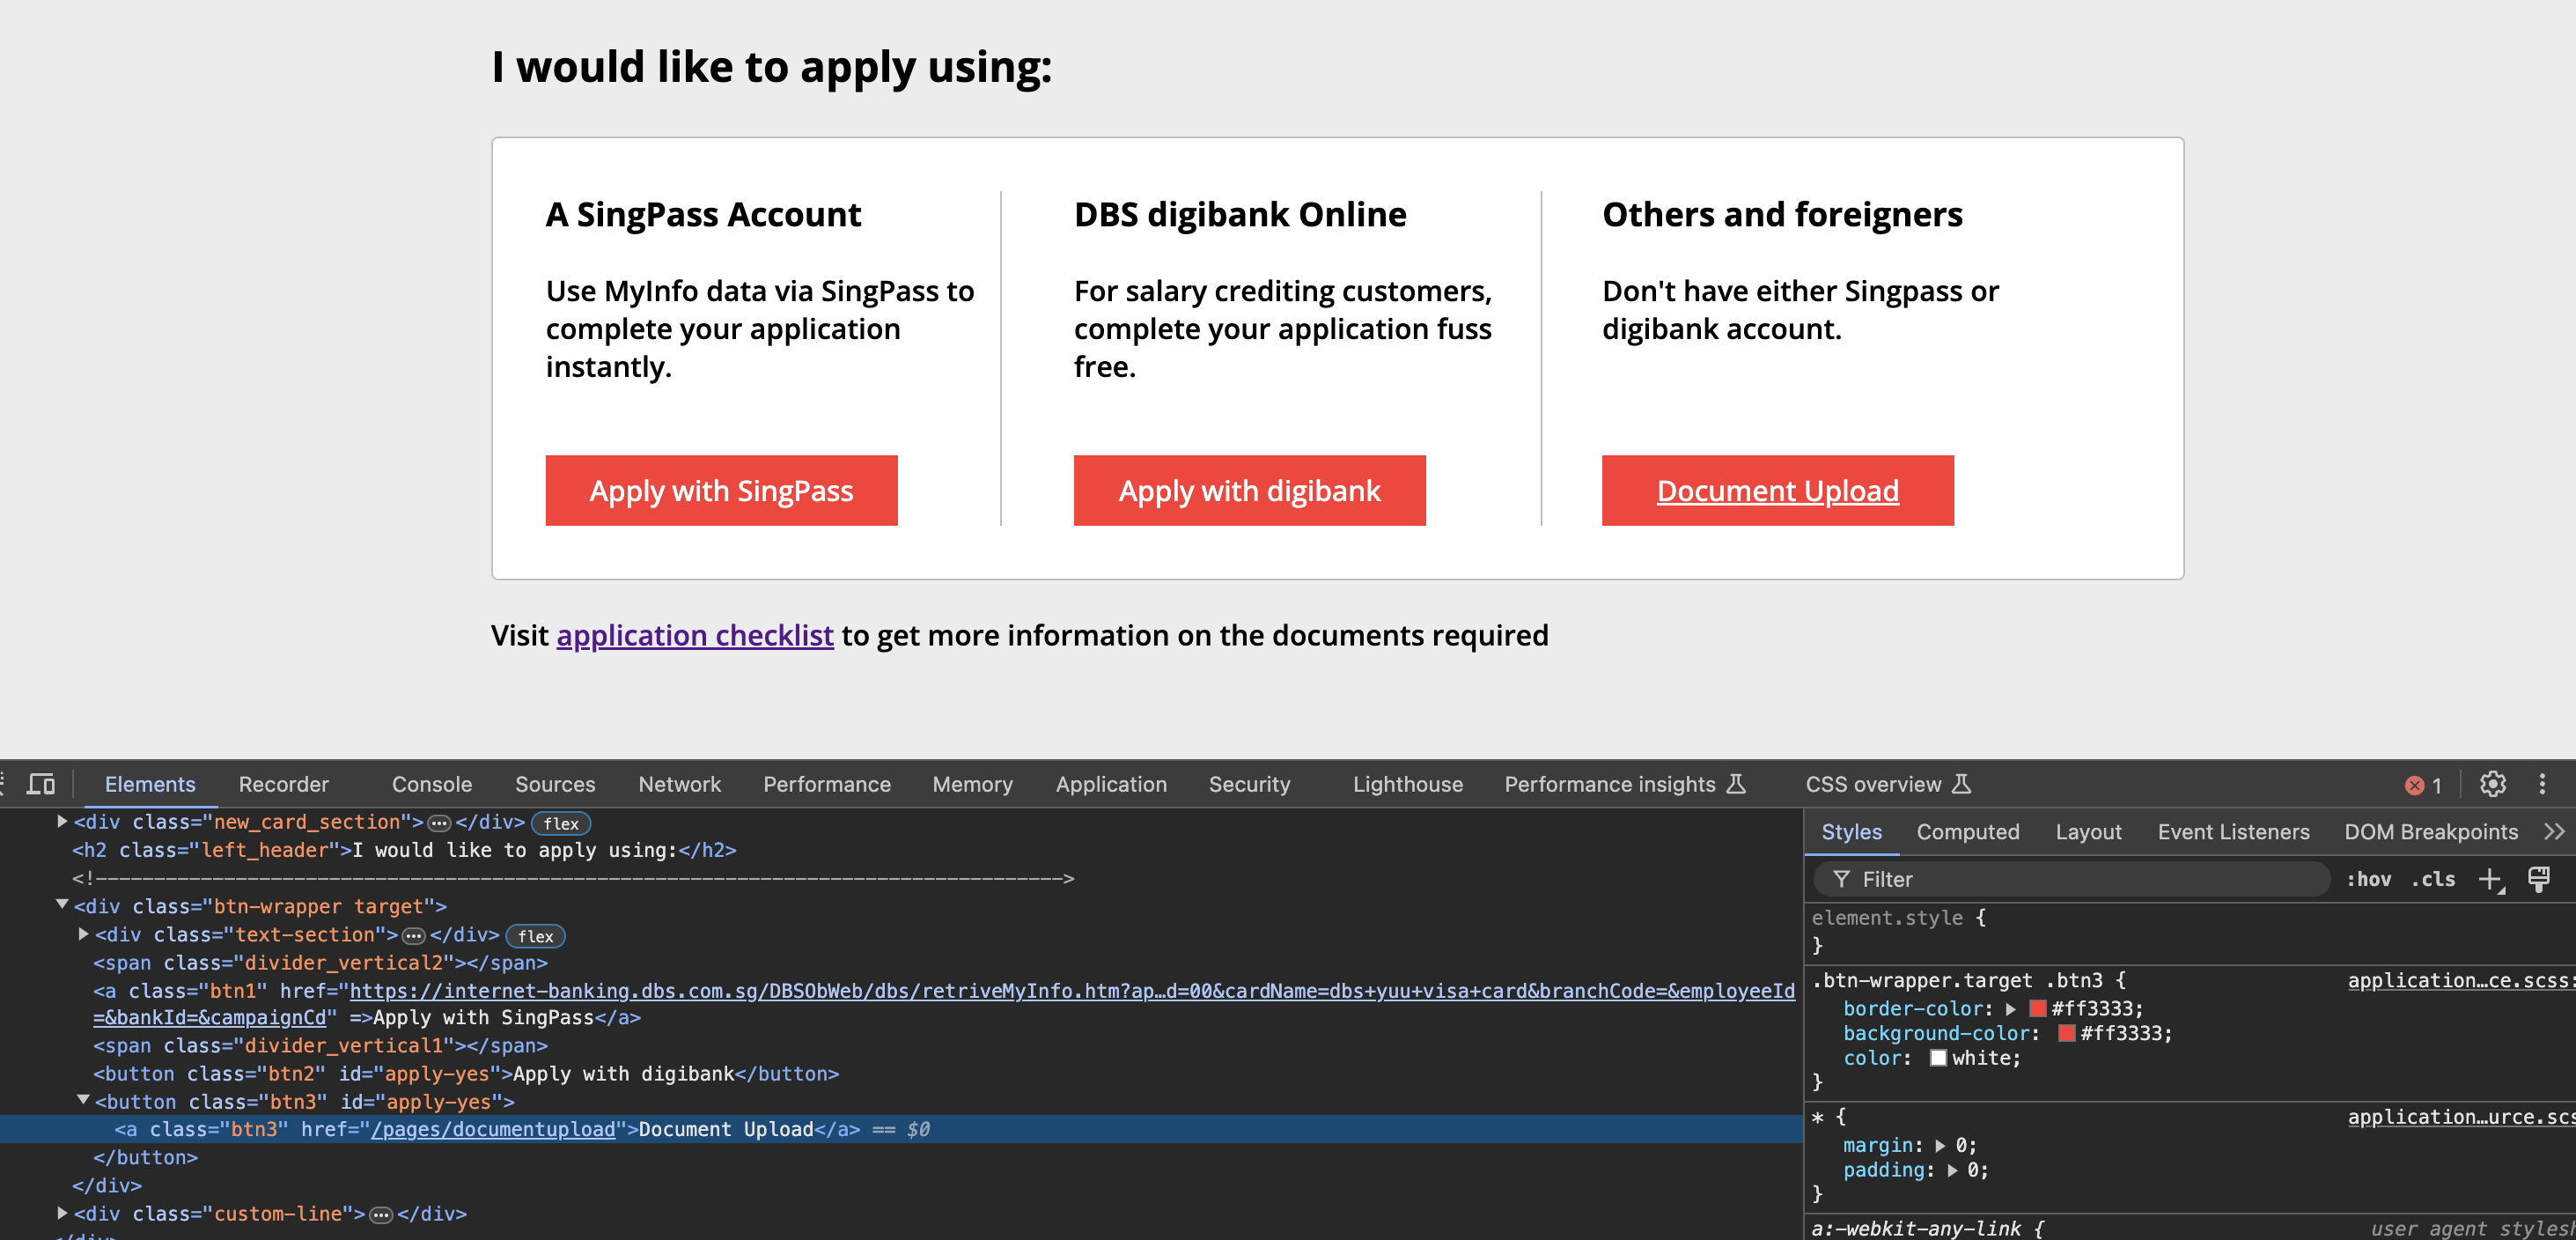 I would like to apply using:
A SingPass Account
Use MyInfo data via SingPass to
complete your application
instantly.
Apply with SingPass
DBS digibank Online
For salary crediting customers,
complete your application fuss
free.
Apply with digibank
Others and foreigners
Don't have either Singpass or
digibank account.
Document Upload
Visit application checklist to get more information on the documents required
Elements Recorder Console Sources Network Performance Memory Application Security Lighthouse Performance insights CSS overview 1
<div class="new_card_section">…</div> flex
<h2 class="left_header">I would like to apply using:</h2>
<div class="btn-wrapper target">
<div class="text-section">…</div> flex
<span class="divider_vertical2"></span>
<a class="btn1" href="https://internet-banking.dbs.com.sg/DBSObWeb/dbs/retriveMyInfo.htm?ap…d=00&cardName=dbs+yuu+visa+card&branchCode=&employeeId
=&bankId=&campaignCd" =>Apply with SingPass</a>
<span class="divider_vertical1"></span>
<button class="btn2" id="apply-yes">Apply with digibank</button>
<button class="btn3" id="apply-yes">
<a class="btn3" href="/pages/documentupload">Document Upload</a> == $0
</button>
</div>
<div class="custom-line">…</div>
Styles Computed Layout Event Listeners DOM Breakpoints
Filter :hov .cls
element.style {
}
.btn-wrapper.target .btn3 { application…ce.scss:
border-color: #ff3333;
background-color: #ff3333;
color: white;
}
* { application…urce.scs
margin: 0;
padding: 0;
}
a:-webkit-any-link { user agent stylesh